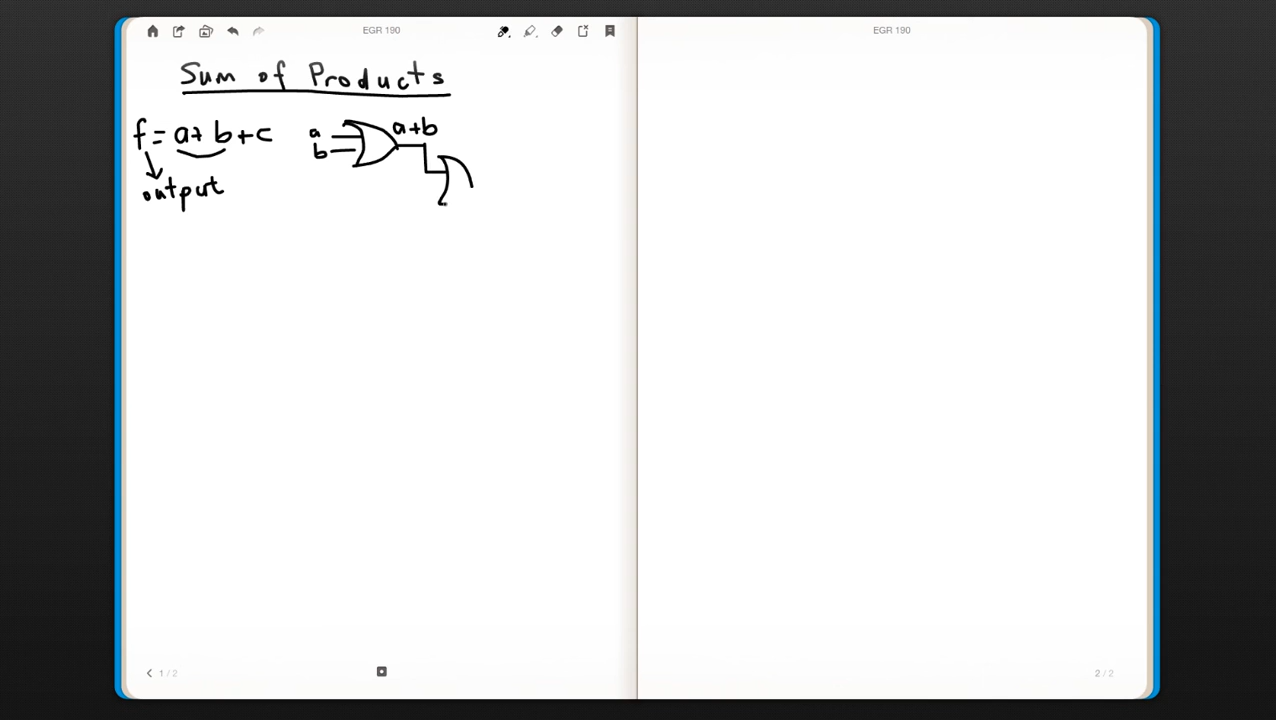 EGR 190
EGR 190
Sum of Products
f = a + b + c
a
b
a+b
output
1 / 2
2 / 2